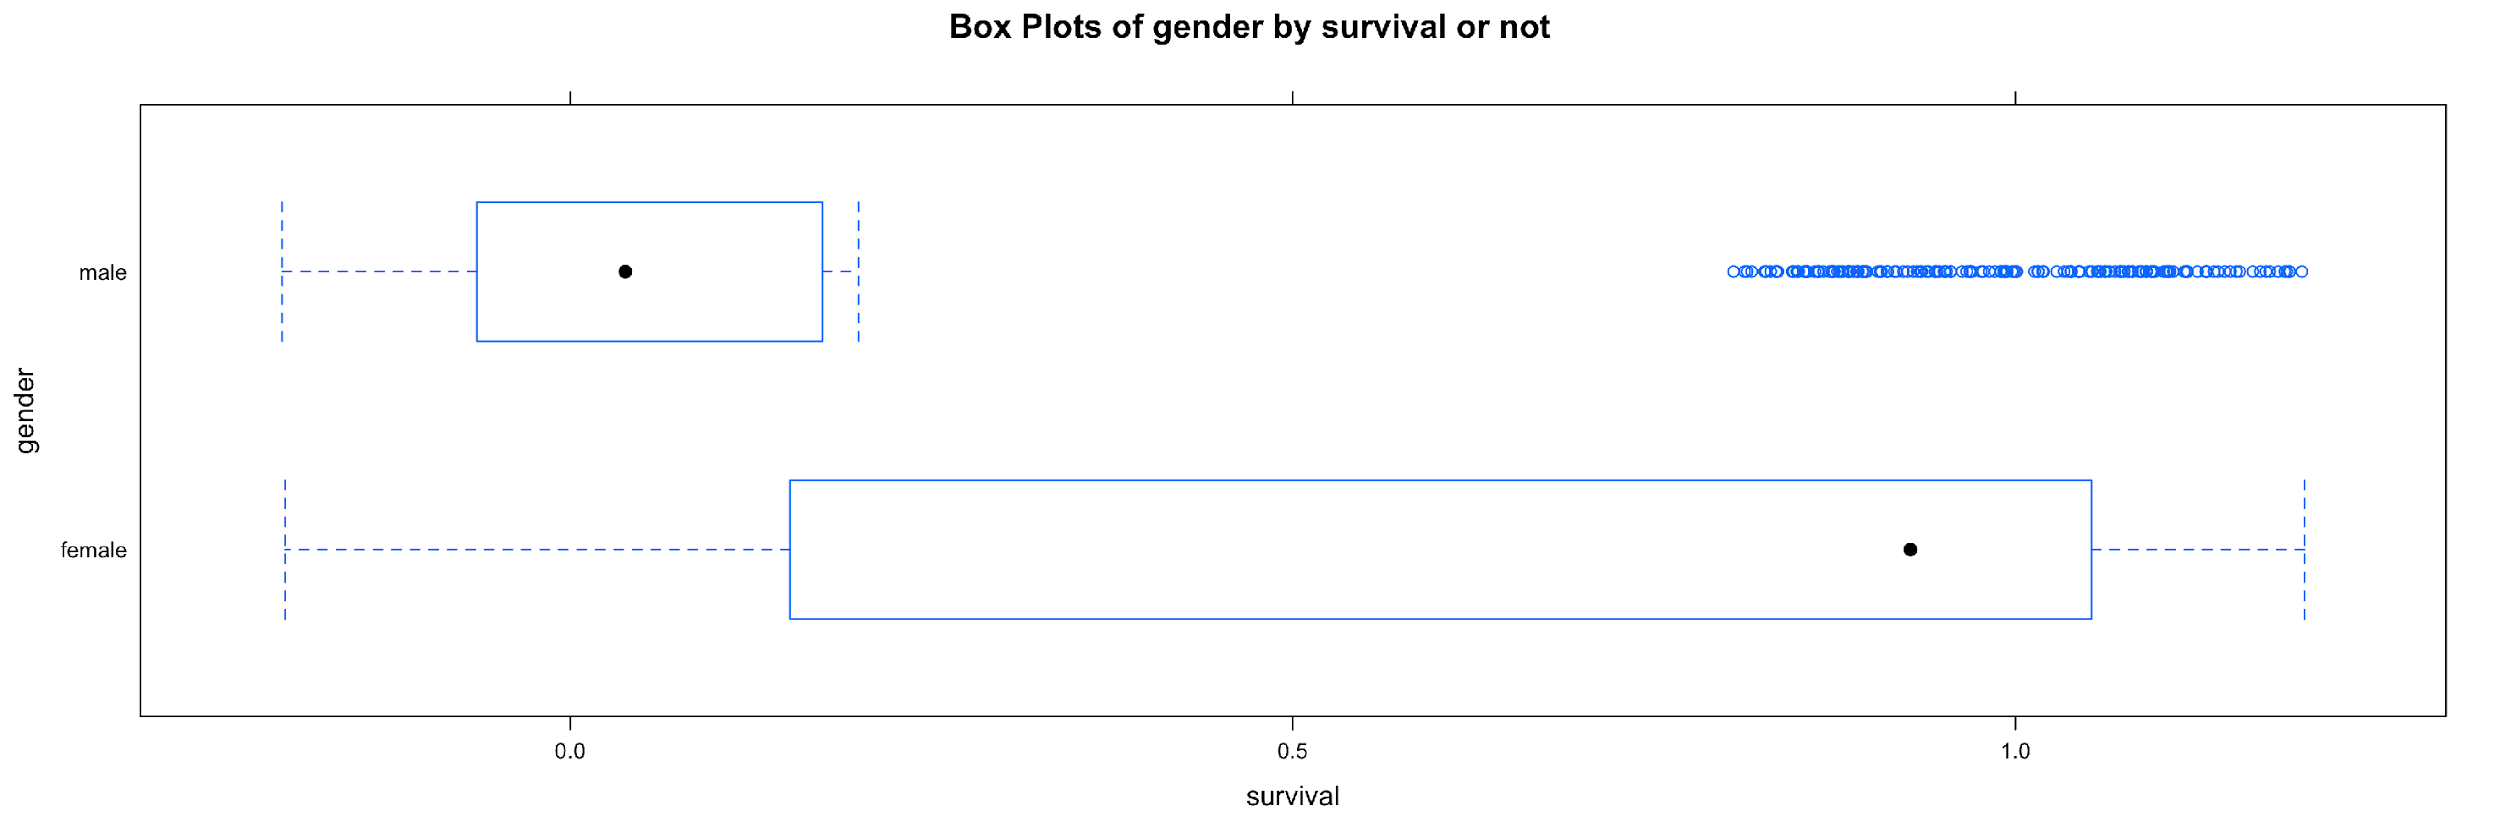 Box Plots of gender by survival or not
male
gender
female
0.0
0.5
1.0
survival